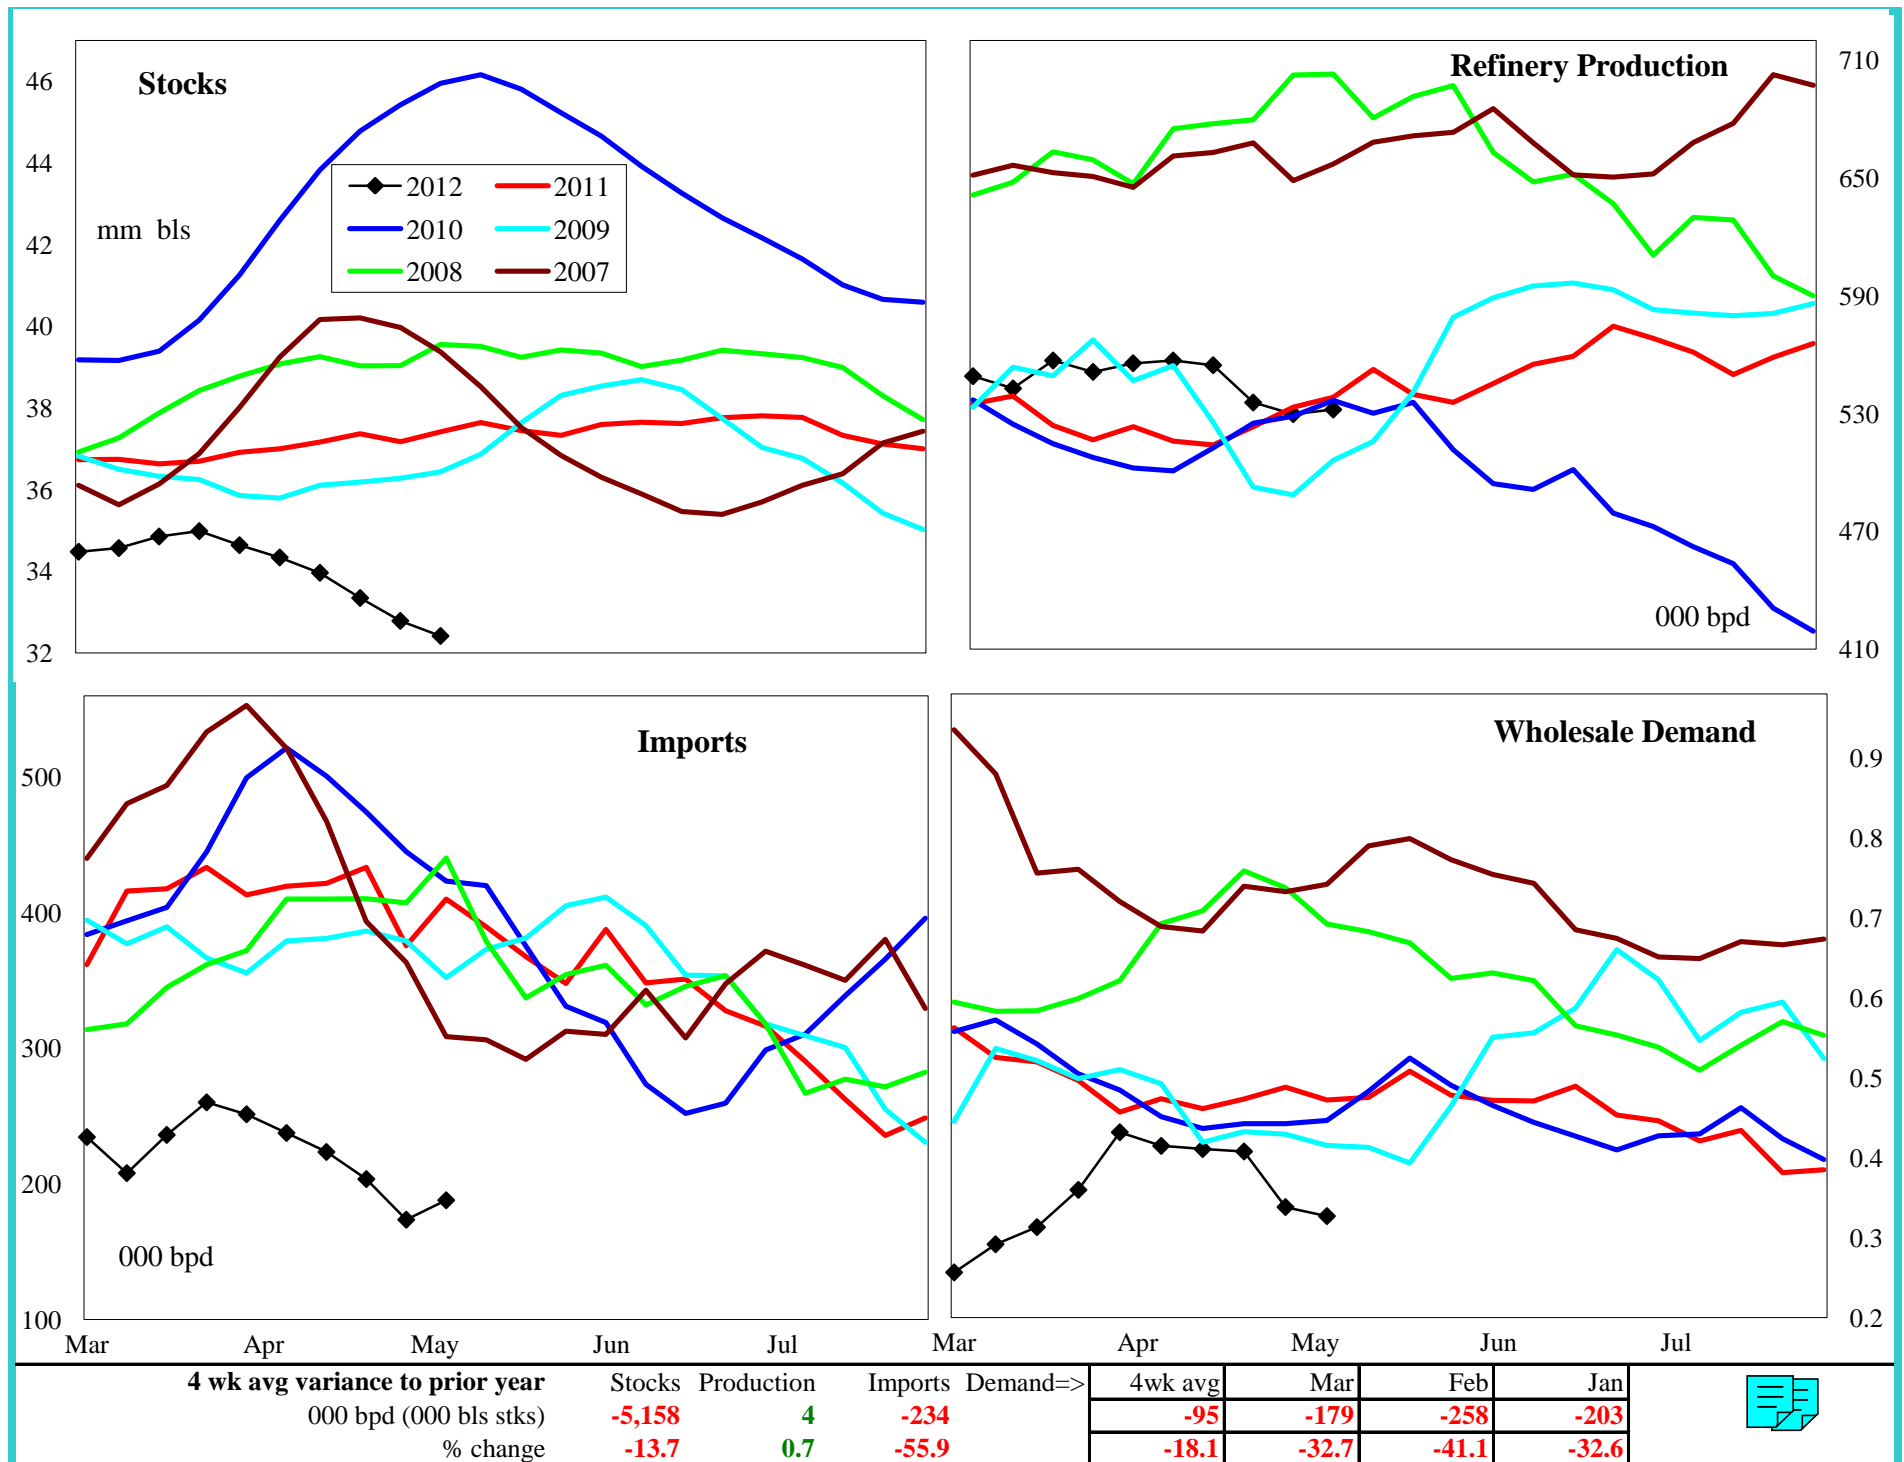 Stocks
46
44
42
40
38
36
34
32
mm bls
2012 2011
2010 2009
2008 2007
Refinery Production
710
650
590
530
470
410
000 bpd
Imports
500
400
300
200
100
000 bpd
Mar Apr May Jun Jul
Wholesale Demand
0.9
0.8
0.7
0.6
0.5
0.4
0.3
0.2
Mar Apr May Jun Jul
4 wk avg variance to prior year Stocks Production Imports Demand=> 4wk avg Mar Feb Jan
000 bpd (000 bls stks) -5,158 4 -234 -95 -179 -258 -203
% change -13.7 0.7 -55.9 -18.1 -32.7 -41.1 -32.6